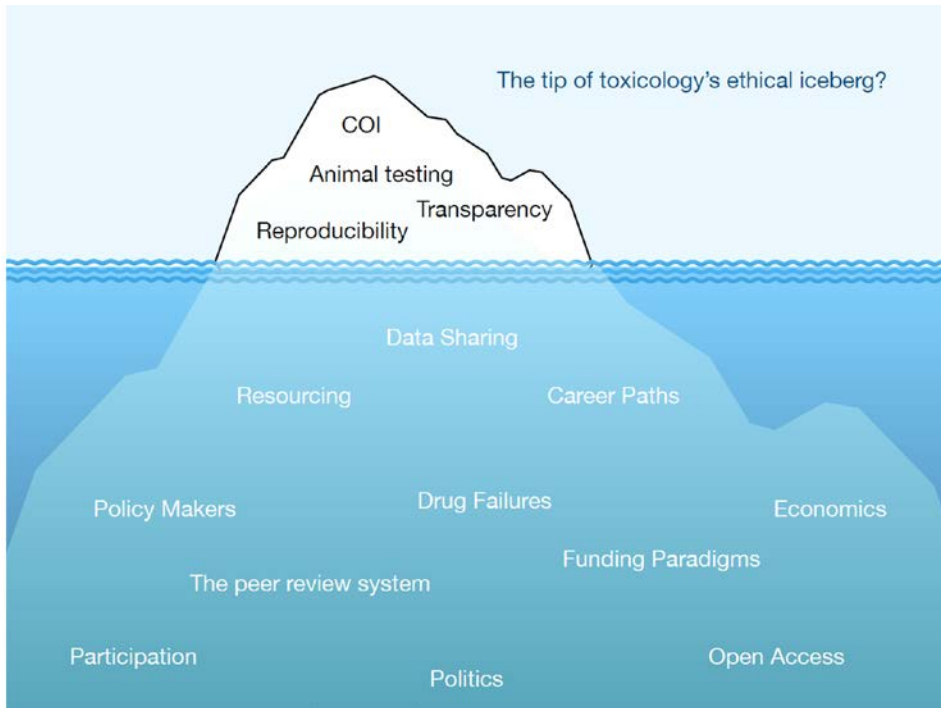 The tip of toxicology's ethical iceberg?
COI
Animal testing
Transparency
Reproducibility
Data Sharing
Resourcing
Career Paths
Policy Makers
Drug Failures
Economics
Funding Paradigms
The peer review system
Participation
Open Access
Politics